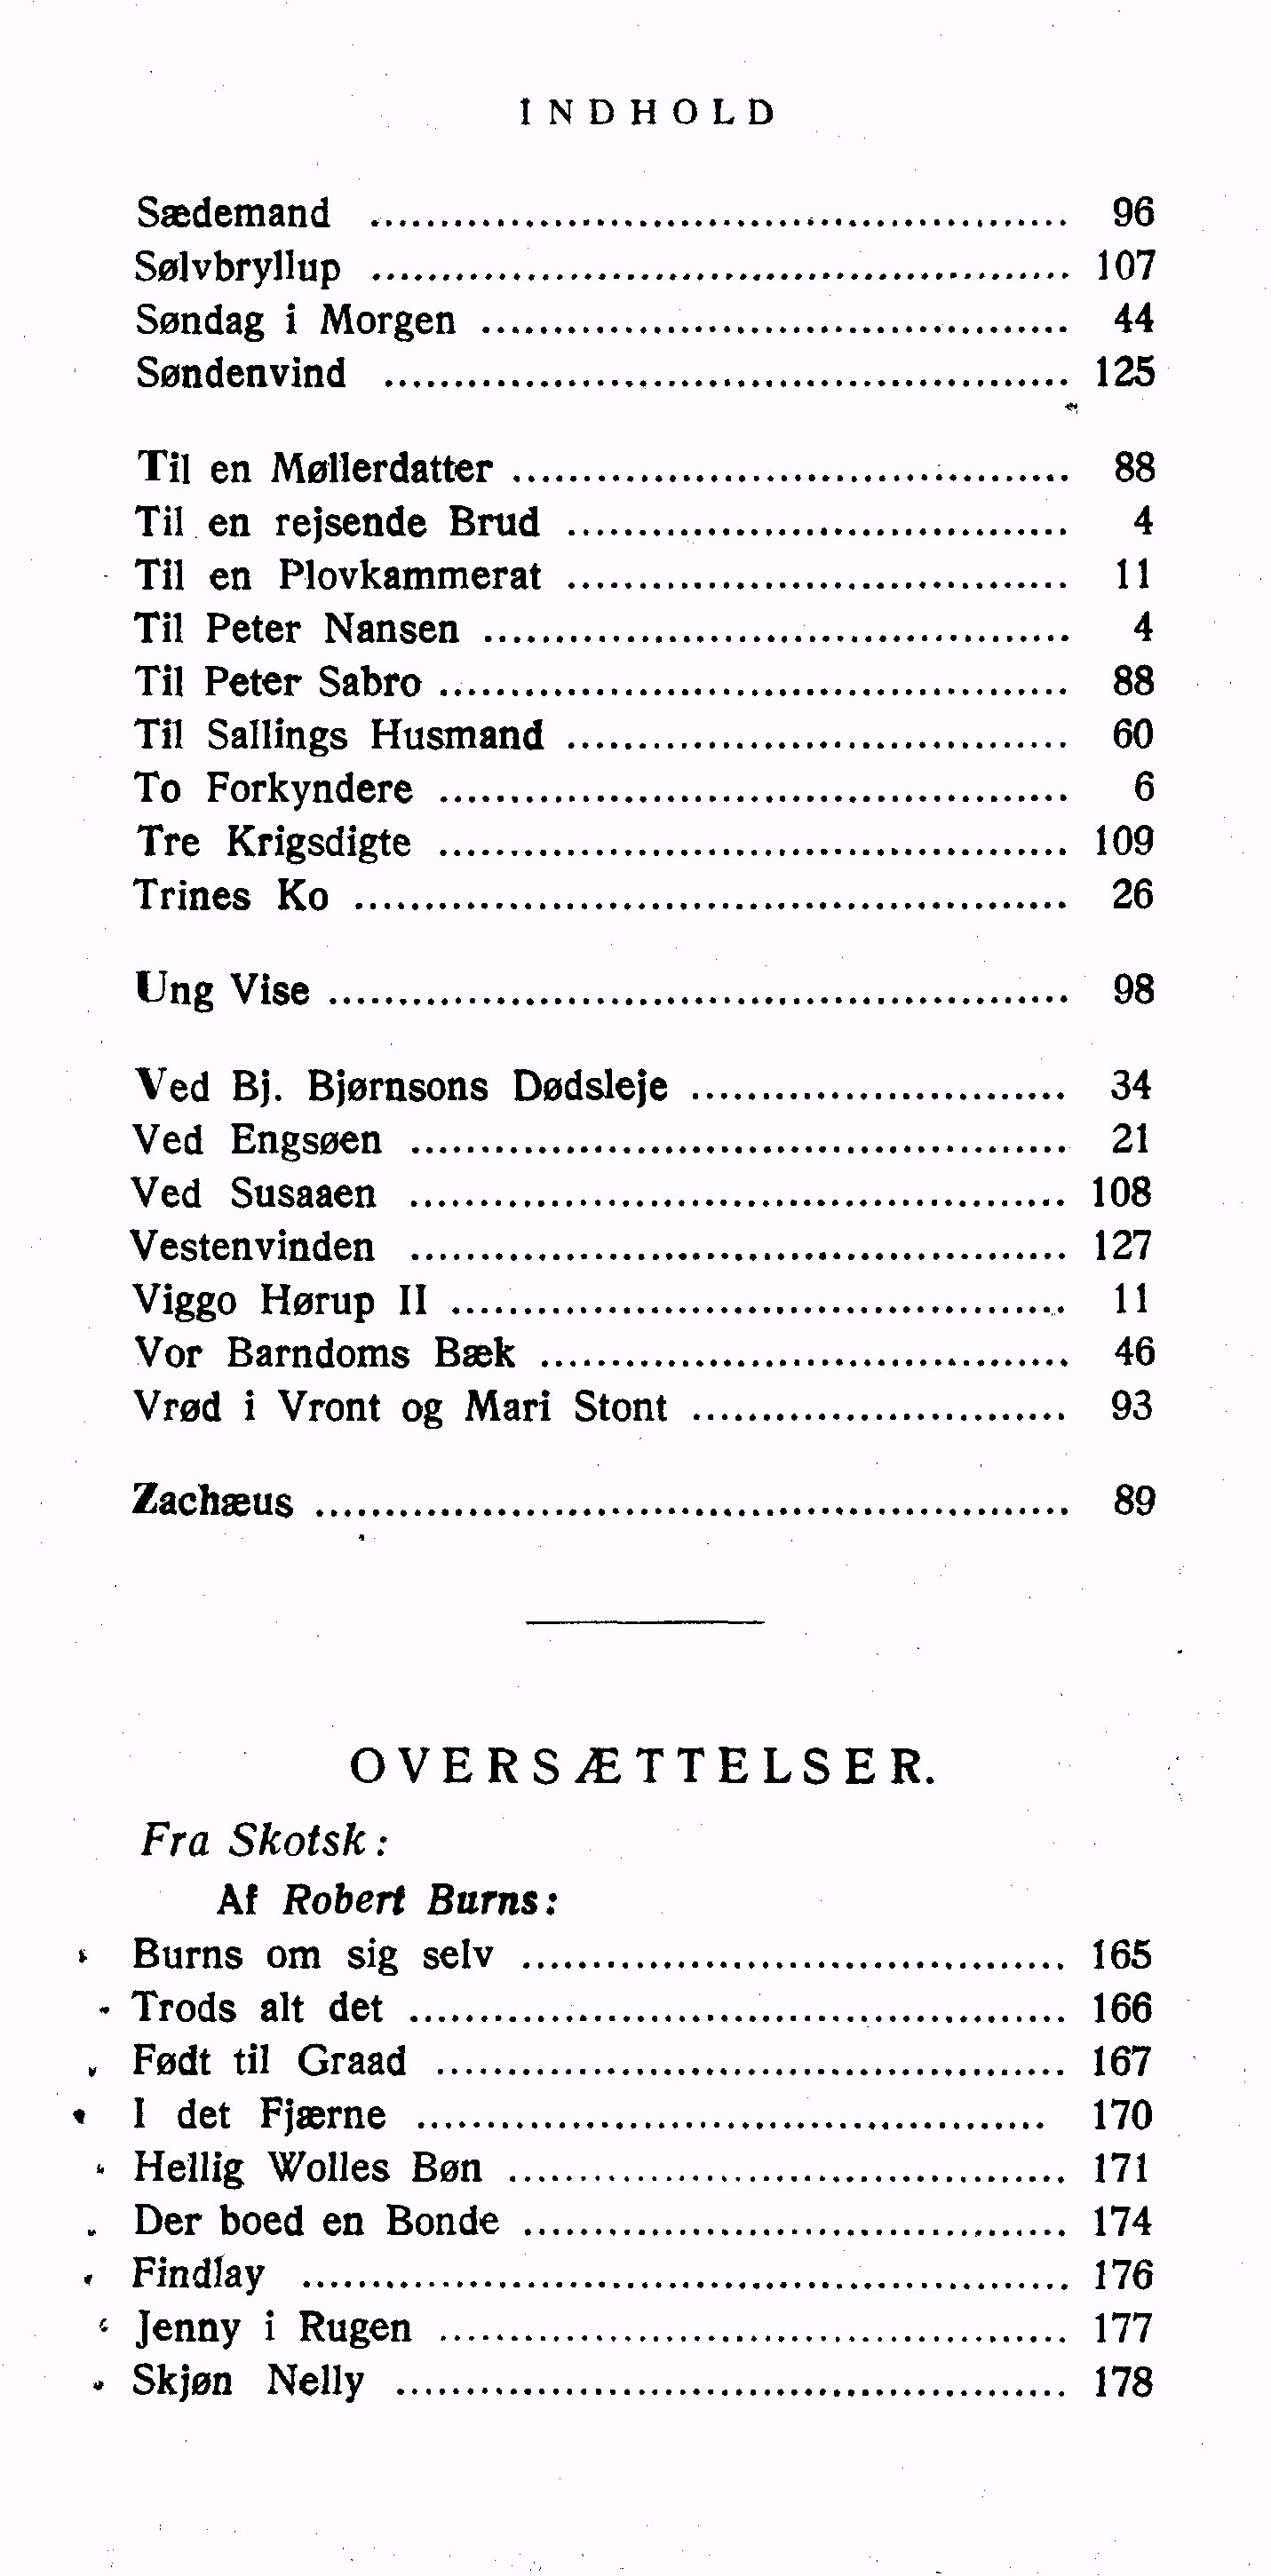 INDHOLD
Sædemand ........ 96
Sølvbryllup ........ 107
Søndag i Morgen ........ 44
Søndenvind ........ 125
Til en Møllerdatter ........ 88
Til en rejsende Brud ........ 4
Til en Plovkammerat ........ 11
Til Peter Nansen ........ 4
Til Peter Sabro ........ 88
Til Sallings Husmand ........ 60
To Forkyndere ........ 6
Tre Krigsdigte ........ 109
Trines Ko ........ 26
Ung Vise ........ 98
Ved Bj. Bjørnsons Dødsleje ........ 34
Ved Engsøen ........ 21
Ved Susaaen ........ 108
Vestenvinden ........ 127
Viggo Hørup II ........ 11
Vor Barndoms Bæk ........ 46
Vrød i Vront og Mari Stont ........ 93
Zachæus ........ 89
OVERSÆTTELSER.
Fra Skotsk:
Af Robert Burns:
Burns om sig selv ........ 165
Trods alt det ........ 166
Født til Graad ........ 167
I det Fjærne ........ 170
Hellig Wolles Bøn ........ 171
Der boed en Bonde ........ 174
Findlay ........ 176
Jenny i Rugen ........ 177
Skjøn Nelly ........ 178